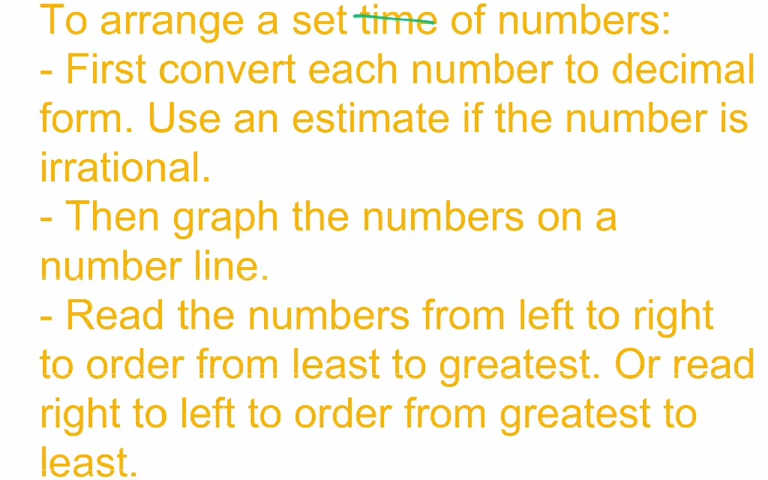 To arrange a set time of numbers:
- First convert each number to decimal
form. Use an estimate if the number is
irrational.
- Then graph the numbers on a
number line.
- Read the numbers from left to right
to order from least to greatest. Or read
right to left to order from greatest to
least.